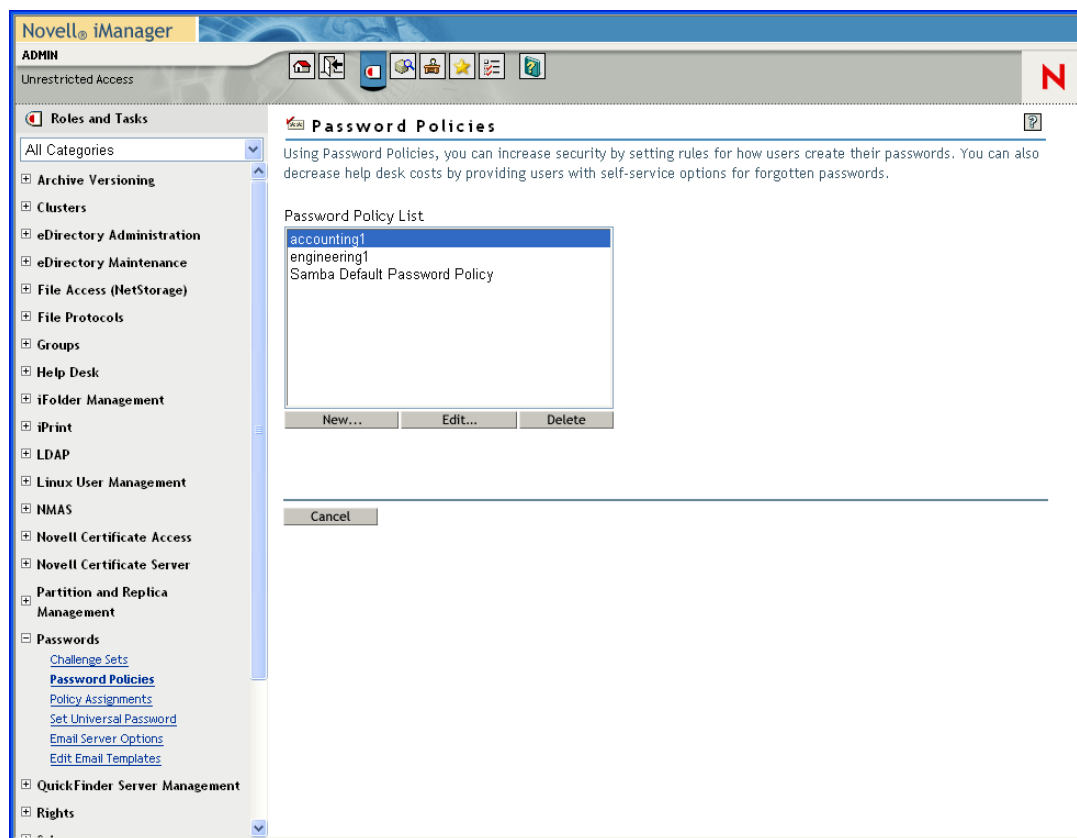 Novell® iManager
ADMIN
Unrestricted Access
Roles and Tasks
All Categories
Archive Versioning
Clusters
eDirectory Administration
eDirectory Maintenance
File Access (NetStorage)
File Protocols
Groups
Help Desk
iFolder Management
iPrint
LDAP
Linux User Management
NMAS
Novell Certificate Access
Novell Certificate Server
Partition and Replica
Management
Passwords
Challenge Sets
Password Policies
Policy Assignments
Set Universal Password
Email Server Options
Edit Email Templates
QuickFinder Server Management
Rights
N
Password Policies
?
Using Password Policies, you can increase security by setting rules for how users create their passwords. You can also
decrease help desk costs by providing users with self-service options for forgotten passwords.
Password Policy List
accounting1
engineering1
Samba Default Password Policy
New... Edit... Delete
Cancel